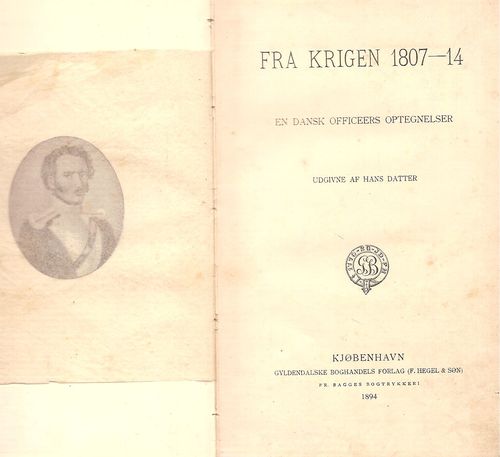 FRA KRIGEN 1807—14
EN DANSK OFFICEERS OPTEGNELSER
UDGIVNE AF HANS DATTER
KJØBENHAVN
GYLDENDALSKE BOGHANDELS FORLAG (F. HEGEL & SØN)
FR. BAGGES BOGTRYKKERI
1894